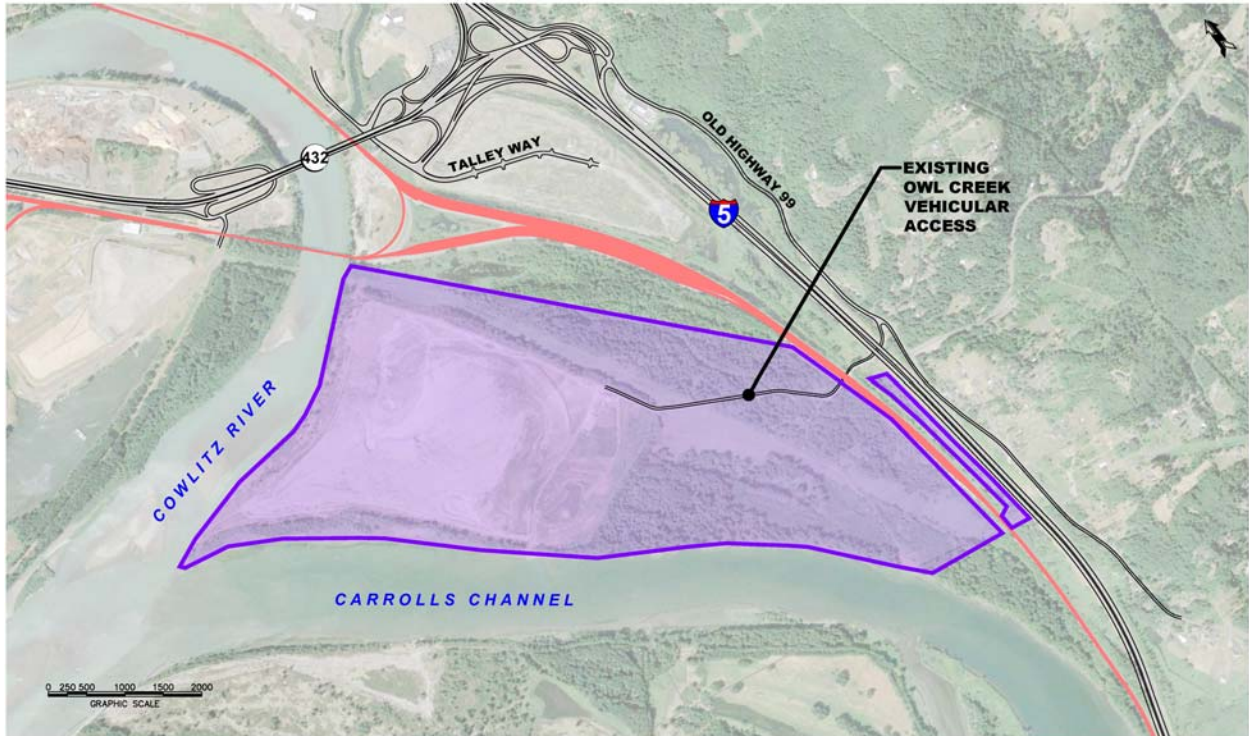 432
TALLEY WAY
OLD HIGHWAY 99
5
EXISTING
OWL CREEK
VEHICULAR
ACCESS
COWLITZ RIVER
CARROLLS CHANNEL
0 250 500 1000 1500 2000
GRAPHIC SCALE